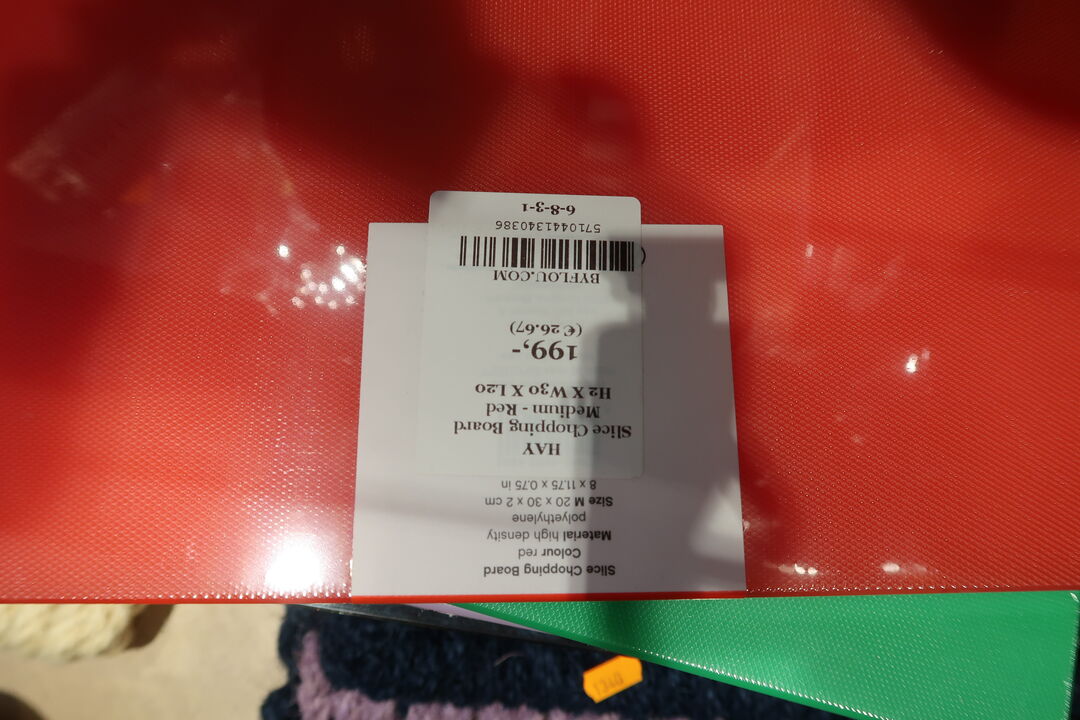 Slice Chopping Board
Colour red
Material high density
polyethylene
Size M 20 x 30 x 2 cm
8 x 11.75 x 0.75 in
HAY
Slice Chopping Board
Medium - Red
H2 X W30 X L20
199,-
(€ 26.67)
BYFLOU.COM
5710441340386
6-8-3-1
1340